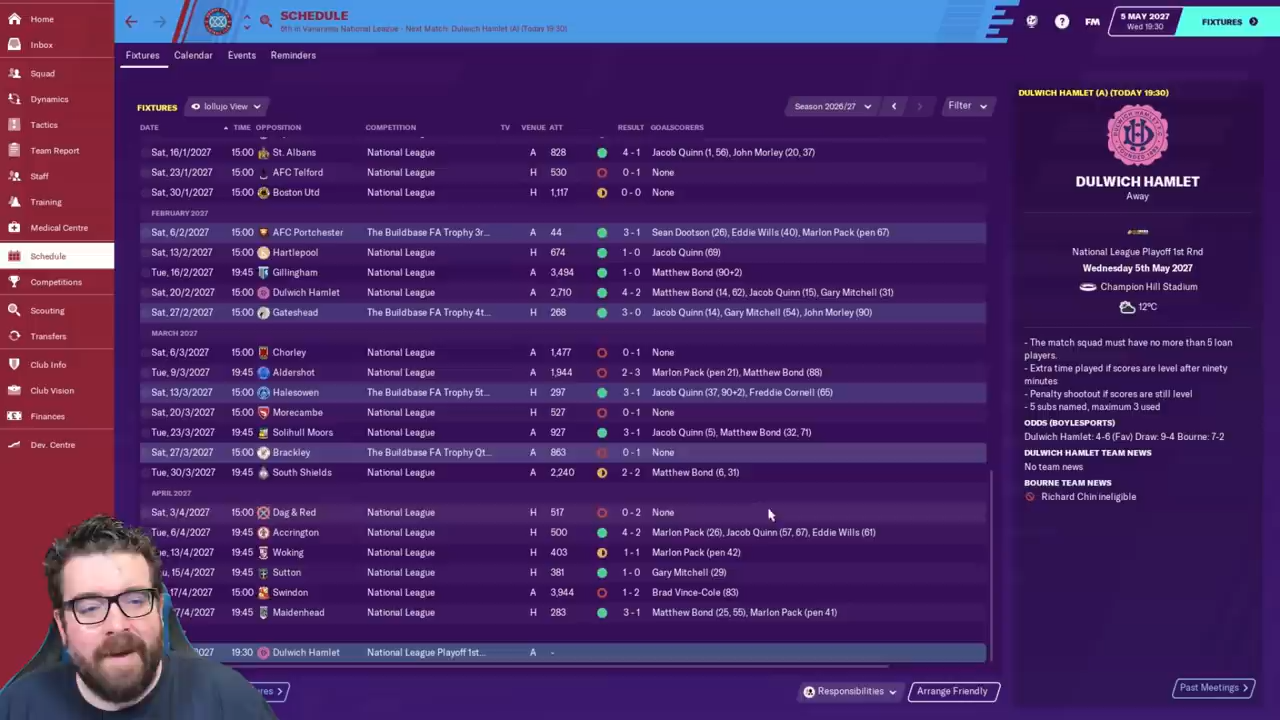 Home
Inbox
Squad
Dynamics
Tactics
Team Report
Staff
Training
Medical Centre
Schedule
Competitions
Scouting
Transfers
Club Info
Club Vision
Finances
Dev. Centre
SCHEDULE
Next Match: Dulwich Hamlet (A) (Today 19:30)
FM
5 MAY 2027
Wed 19:30
FIXTURES
Fixtures Calendar Events Reminders
FIXTURES lollujo View Season 2026/27 Filter
DATE TIME OPPOSITION COMPETITION TV VENUE ATT RESULT GOALSCORERS
Sat, 16/1/2027 15:00 St. Albans National League A 828 4 - 1 Jacob Quinn (1, 56), John Morley (20, 37)
Sat, 23/1/2027 15:00 AFC Telford National League H 530 0 - 1 None
Sat, 30/1/2027 15:00 Boston Utd National League H 1,117 0 - 0 None
FEBRUARY 2027
Sat, 6/2/2027 15:00 AFC Portchester The Buildbase FA Trophy 3r... A 44 3 - 1 Sean Dootson (26), Eddie Wills (40), Marlon Pack (pen 67)
Sat, 13/2/2027 15:00 Hartlepool National League H 674 1 - 0 Jacob Quinn (69)
Tue, 16/2/2027 19:45 Gillingham National League A 3,494 1 - 0 Matthew Bond (90+2)
Sat, 20/2/2027 15:00 Dulwich Hamlet National League A 2,710 4 - 2 Matthew Bond (14, 62), Jacob Quinn (15), Gary Mitchell (31)
Sat, 27/2/2027 15:00 Gateshead The Buildbase FA Trophy 4t... H 268 3 - 0 Jacob Quinn (14), Gary Mitchell (54), John Morley (90)
MARCH 2027
Sat, 6/3/2027 15:00 Chorley National League A 1,477 0 - 1 None
Tue, 9/3/2027 19:45 Aldershot National League A 1,944 2 - 3 Marlon Pack (pen 21), Matthew Bond (88)
Sat, 13/3/2027 15:00 Halesowen The Buildbase FA Trophy 5t... H 297 3 - 1 Jacob Quinn (37, 90+2), Freddie Cornell (65)
Sat, 20/3/2027 15:00 Morecambe National League H 527 0 - 1 None
Tue, 23/3/2027 19:45 Solihull Moors National League A 927 3 - 1 Jacob Quinn (5), Matthew Bond (32, 71)
Sat, 27/3/2027 15:00 Brackley The Buildbase FA Trophy Qt... A 863 0 - 1 None
Tue, 30/3/2027 19:45 South Shields National League A 2,240 2 - 2 Matthew Bond (6, 31)
APRIL 2027
Sat, 3/4/2027 15:00 Dag & Red National League H 517 0 - 2 None
Tue, 6/4/2027 19:45 Accrington National League H 500 4 - 2 Marlon Pack (26), Jacob Quinn (57, 67), Eddie Wills (61)
13/4/2027 19:45 Woking National League H 403 1 - 1 Marlon Pack (pen 42)
15/4/2027 19:45 Sutton National League H 381 1 - 0 Gary Mitchell (29)
17/4/2027 15:00 Swindon National League A 3,944 1 - 2 Brad Vince-Cole (83)
19:45 Maidenhead National League H 283 3 - 1 Matthew Bond (25, 55), Marlon Pack (pen 41)
19:30 Dulwich Hamlet National League Playoff 1st... A -
Responsibilities Arrange Friendly
DULWICH HAMLET (A) (TODAY 19:30)
DULWICH HAMLET
Away
National League Playoff 1st Rnd
Wednesday 5th May 2027
Champion Hill Stadium
12°C
- The match squad must have no more than 5 loan
players.
- Extra time played if scores are level after ninety
minutes
- Penalty shootout if scores are still level
- 5 subs named, maximum 3 used
ODDS (BOYLESPORTS)
Dulwich Hamlet: 4-6 (Fav) Draw: 9-4 Bourne: 7-2
DULWICH HAMLET TEAM NEWS
No team news
BOURNE TEAM NEWS
Richard Chin ineligible
Past Meetings